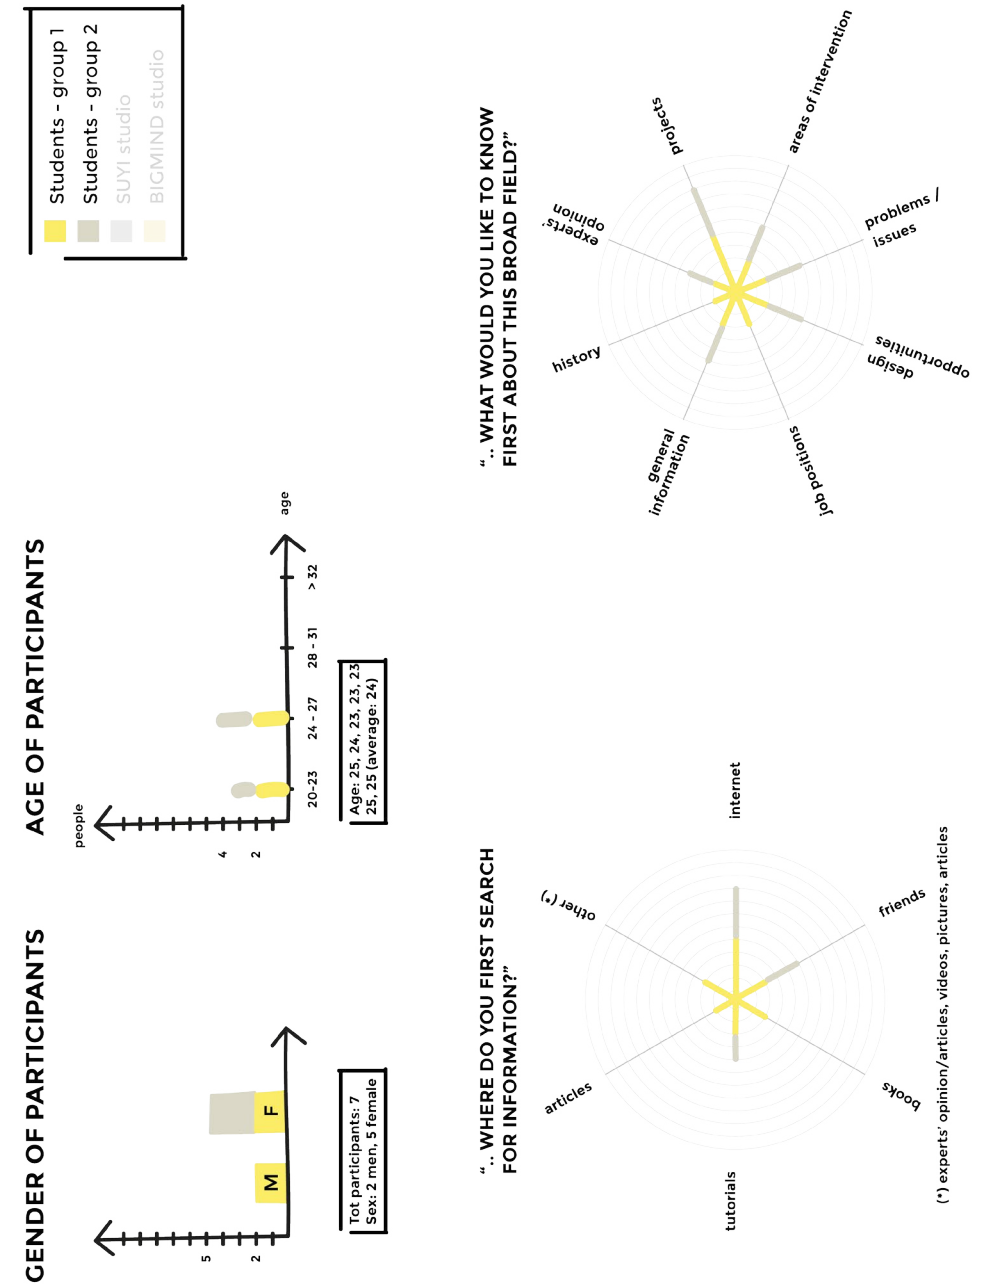 GENDER OF PARTICIPANTS
5
2
M
F
Tot participants: 7
Sex: 2 men, 5 female
AGE OF PARTICIPANTS
people
4
2
20-23
24 - 27
28 - 31
> 32
age
Age: 25, 24, 23, 23, 23
25, 25 (average: 24)
Students - group 1
Students - group 2
SUYI studio
BIGMIND studio
“.. WHERE DO YOU FIRST SEARCH
FOR INFORMATION?”
articles
other (*)
tutorials
internet
books
friends
(*) experts' opinion/articles, videos, pictures, articles
“.. WHAT WOULD YOU LIKE TO KNOW
FIRST ABOUT THIS BROAD FIELD?”
history
experts'
opinion
general
information
projects
job positions
areas of intervention
design
opportunities
problems /
issues